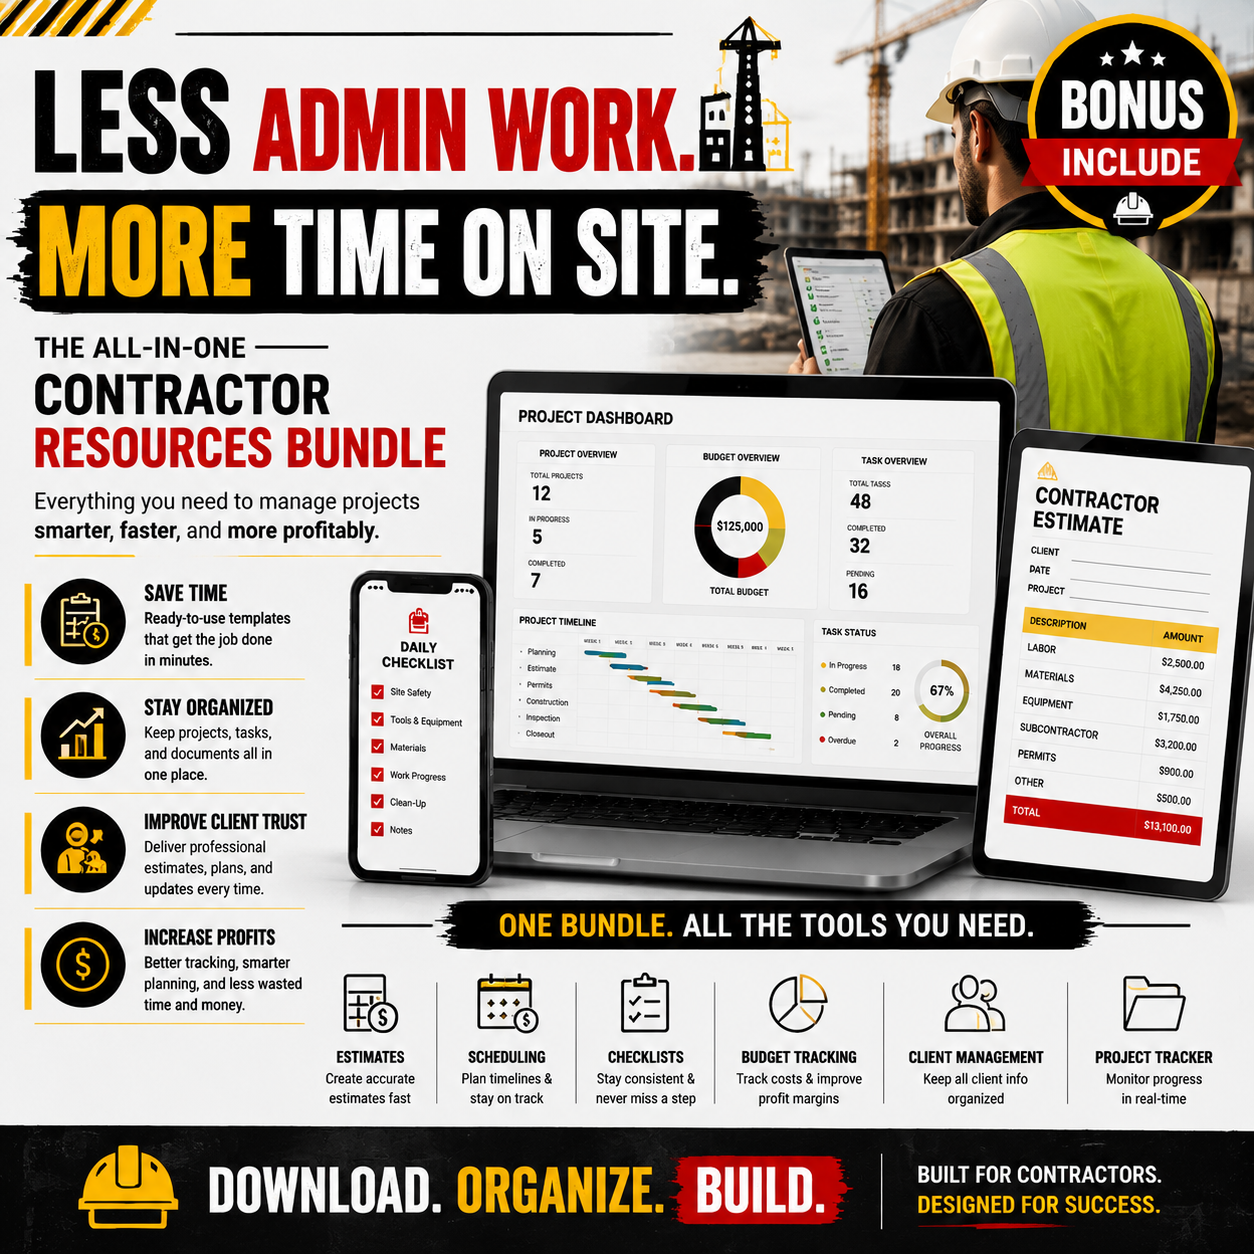 LESS ADMIN WORK.
MORE TIME ON SITE.
BONUS
INCLUDE
THE ALL-IN-ONE
CONTRACTOR
RESOURCES BUNDLE
Everything you need to manage projects
smarter, faster, and more profitably.
SAVE TIME
Ready-to-use templates
that get the job done
in minutes.
STAY ORGANIZED
Keep projects, tasks,
and documents all in
one place.
IMPROVE CLIENT TRUST
Deliver professional
estimates, plans, and
updates every time.
INCREASE PROFITS
Better tracking, smarter
planning, and less wasted
time and money.
DAILY
CHECKLIST
Site Safety
Tools & Equipment
Materials
Work Progress
Clean-Up
Notes
PROJECT DASHBOARD
PROJECT OVERVIEW
TOTAL PROJECTS
12
IN PROGRESS
5
COMPLETED
7
BUDGET OVERVIEW
$125,000
TOTAL BUDGET
TASK OVERVIEW
TOTAL TASSS
48
COMPLETED
32
PENDING
16
PROJECT TIMELINE
Planning
Estimate
Permits
Construction
Inspection
Closeout
TASK STATUS
In Progress 16
Completed 20
Pending 8
Overdue 2
67%
OVERALL
PROGRESS
CONTRACTOR
ESTIMATE
CLIENT
DATE
PROJECT
DESCRIPTION AMOUNT
LABOR $2,500.00
MATERIALS $4,250.00
EQUIPMENT $1,750.00
SUBCONTRACTOR $3,200.00
PERMITS $900.00
OTHER $500.00
TOTAL $13,100.00
ONE BUNDLE. ALL THE TOOLS YOU NEED.
ESTIMATES
Create accurate
estimates fast
SCHEDULING
Plan timelines &
stay on track
CHECKLISTS
Stay consistent &
never miss a step
BUDGET TRACKING
Track costs & improve
profit margins
CLIENT MANAGEMENT
Keep all client info
organized
PROJECT TRACKER
Monitor progress
in real-time
DOWNLOAD. ORGANIZE. BUILD.
BUILT FOR CONTRACTORS.
DESIGNED FOR SUCCESS.